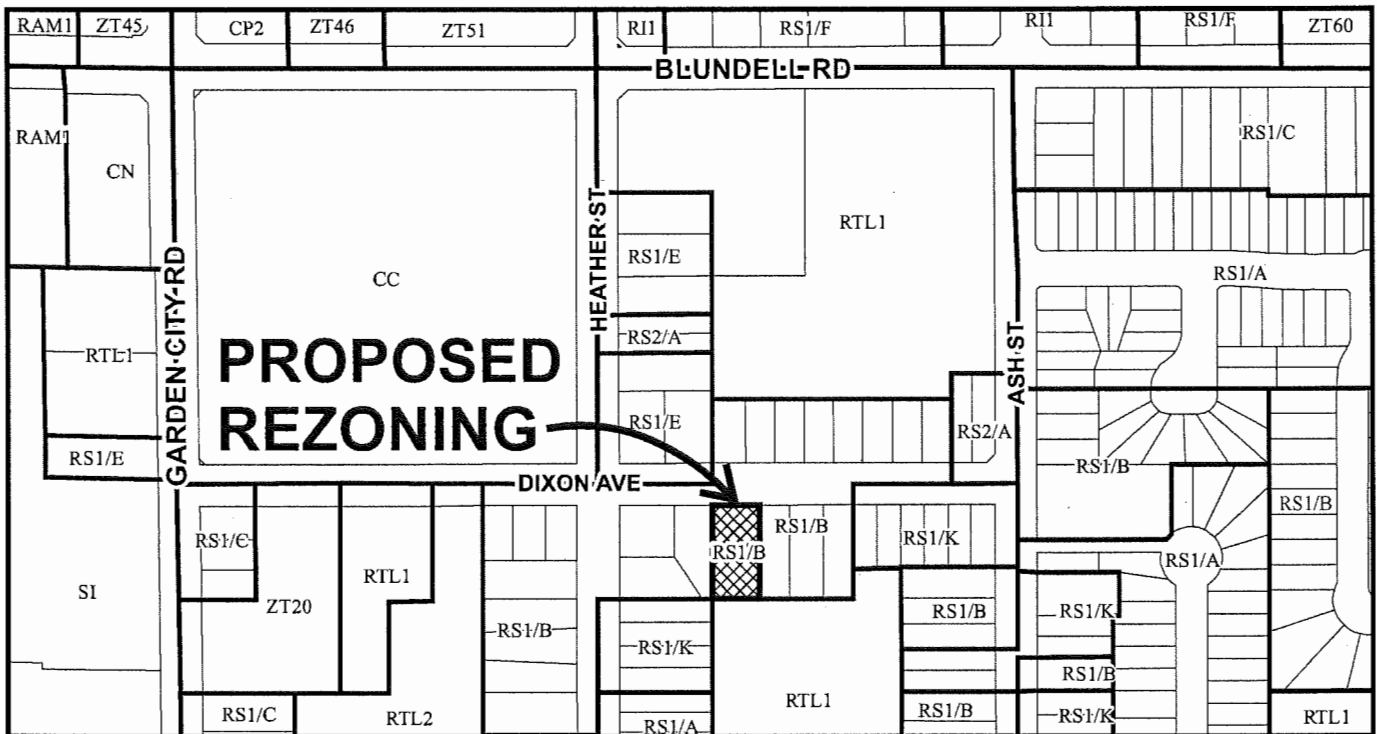 RAM1 ZT45 CP2 ZT46 ZT51 RI1 RS1/F RI1 RS1/F ZT60
BLUNDELL RD
RAM1
CN
RS1/C
RTL1
HEATHER ST
RS1/E
CC
RS1/A
GARDEN CITY RD
RS2/A
RTL1
ASH ST
PROPOSED
REZONING
RS1/E
RS2/A
RS1/E
RS1/B
DIXON AVE
RS1/B
RS1/C
RS1/B
RS1/B
RS1/K
RS1/A
RTL1
SI
ZT20
RS1/B
RS1/B
RS1/K
RS1/K
RS1/B
RTL1
RS1/C
RTL2
RS1/A
RS1/B
RS1/K
RTL1